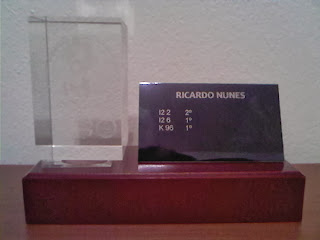 RICARDO NUNES
I2 2 2º
I2 6 1º
K 96 1º